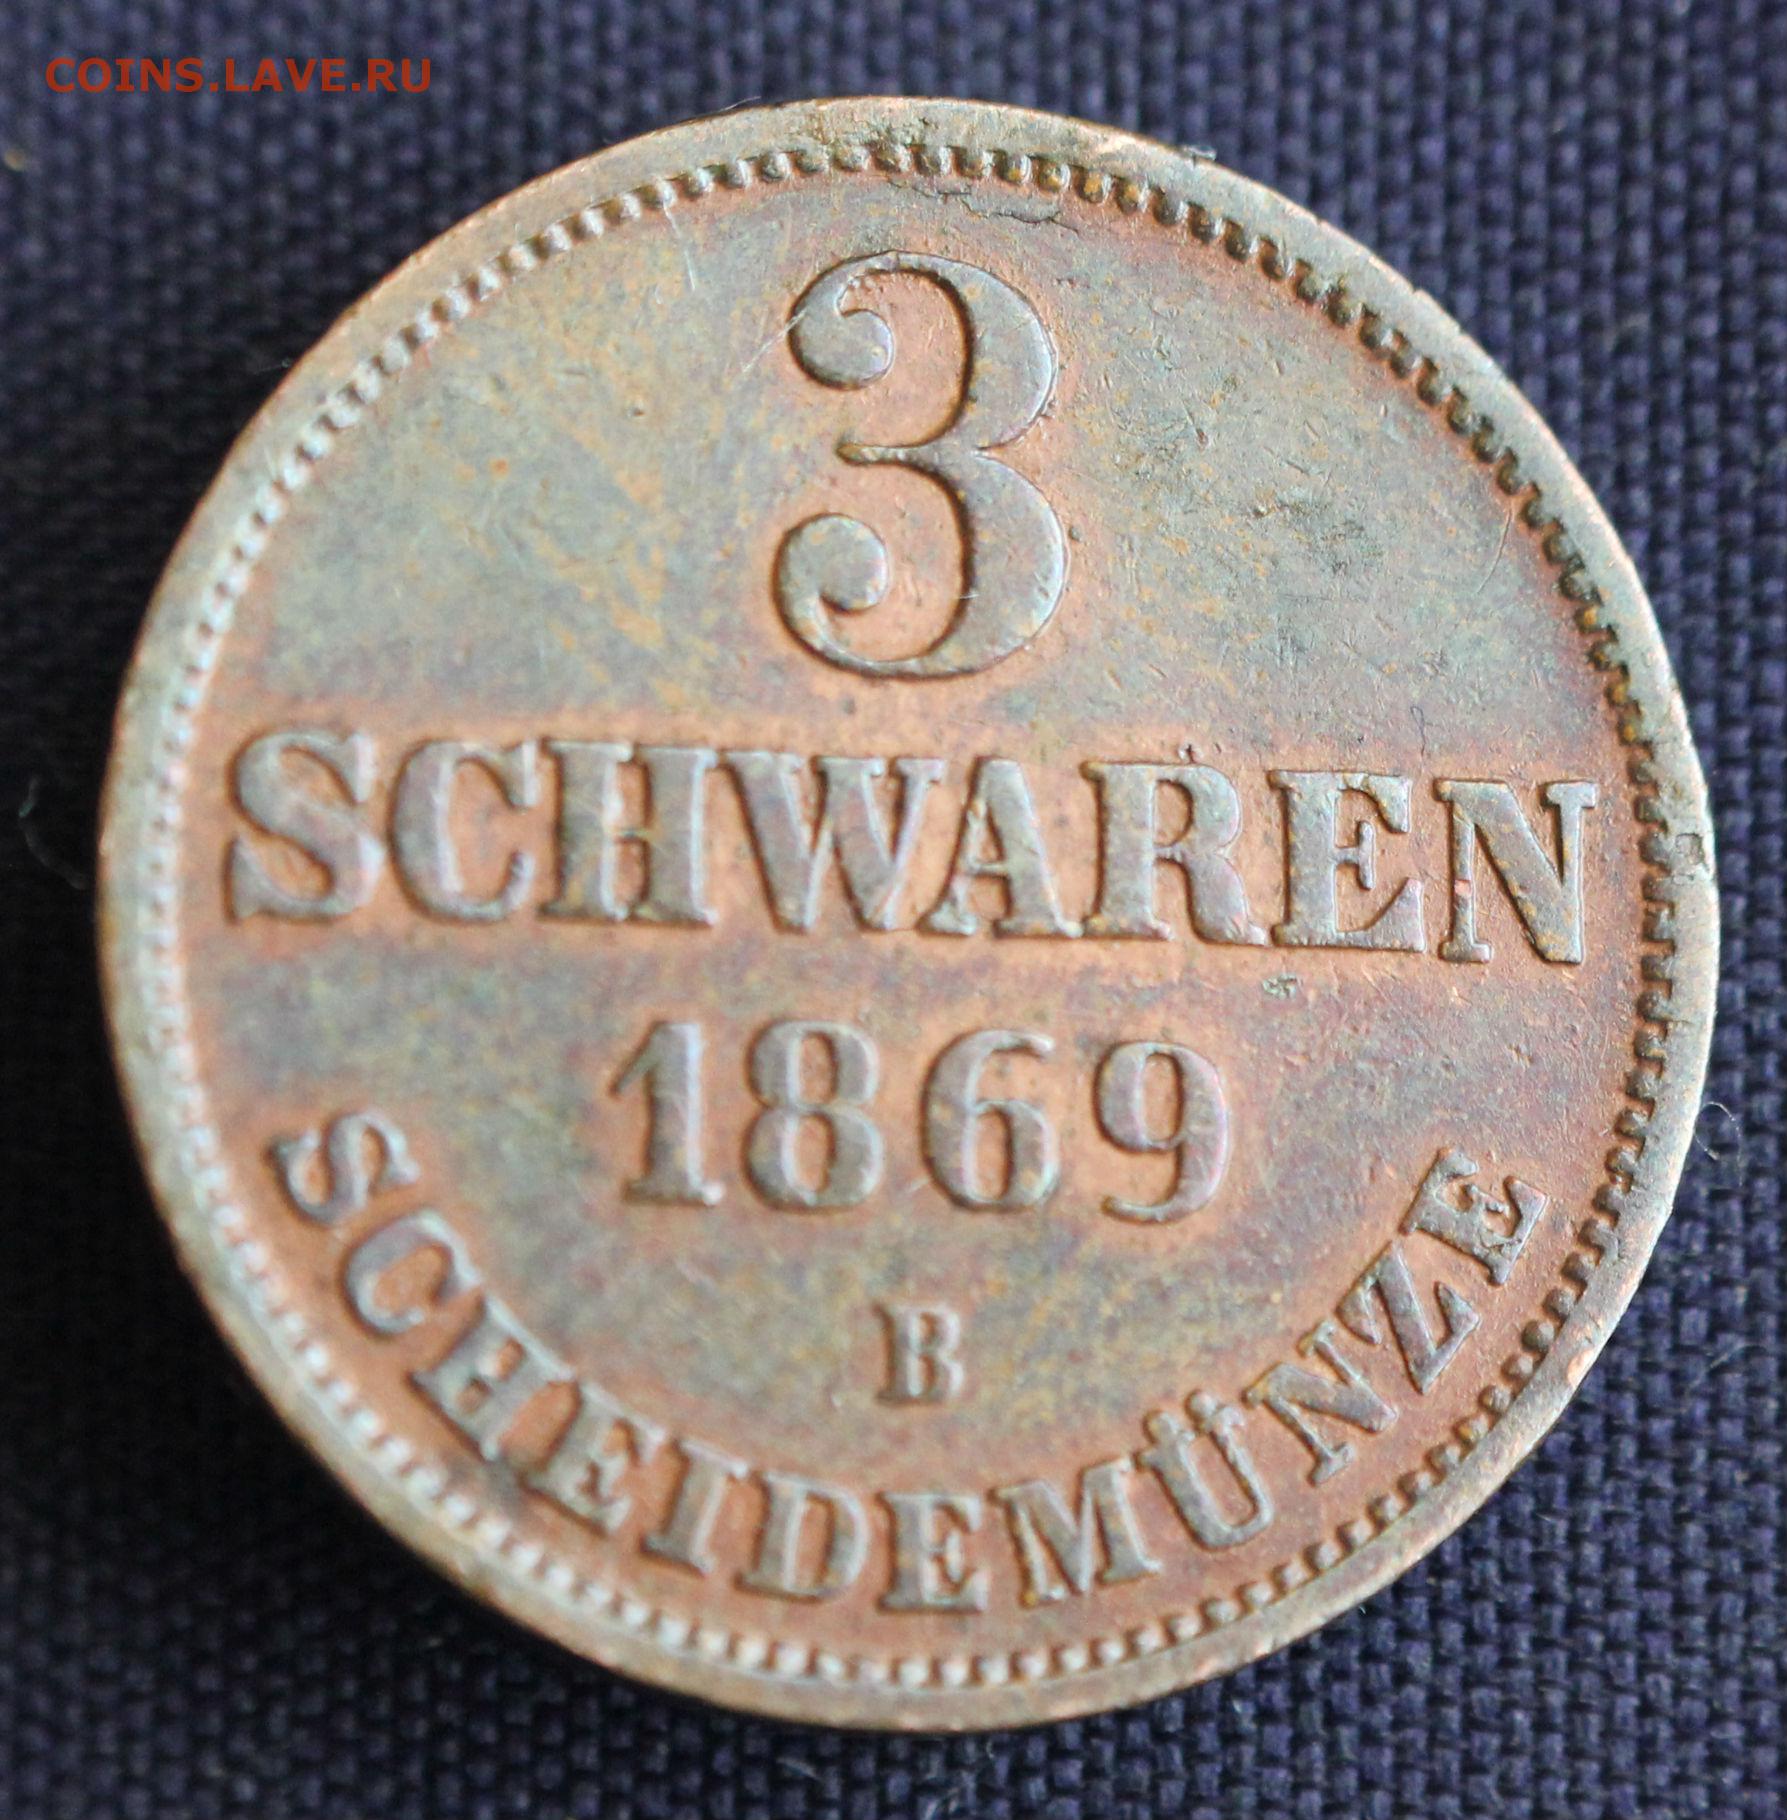 COINS.LAVE.RU
3
SCHWAREN
1869
B
SCHEIDEMÜNZE